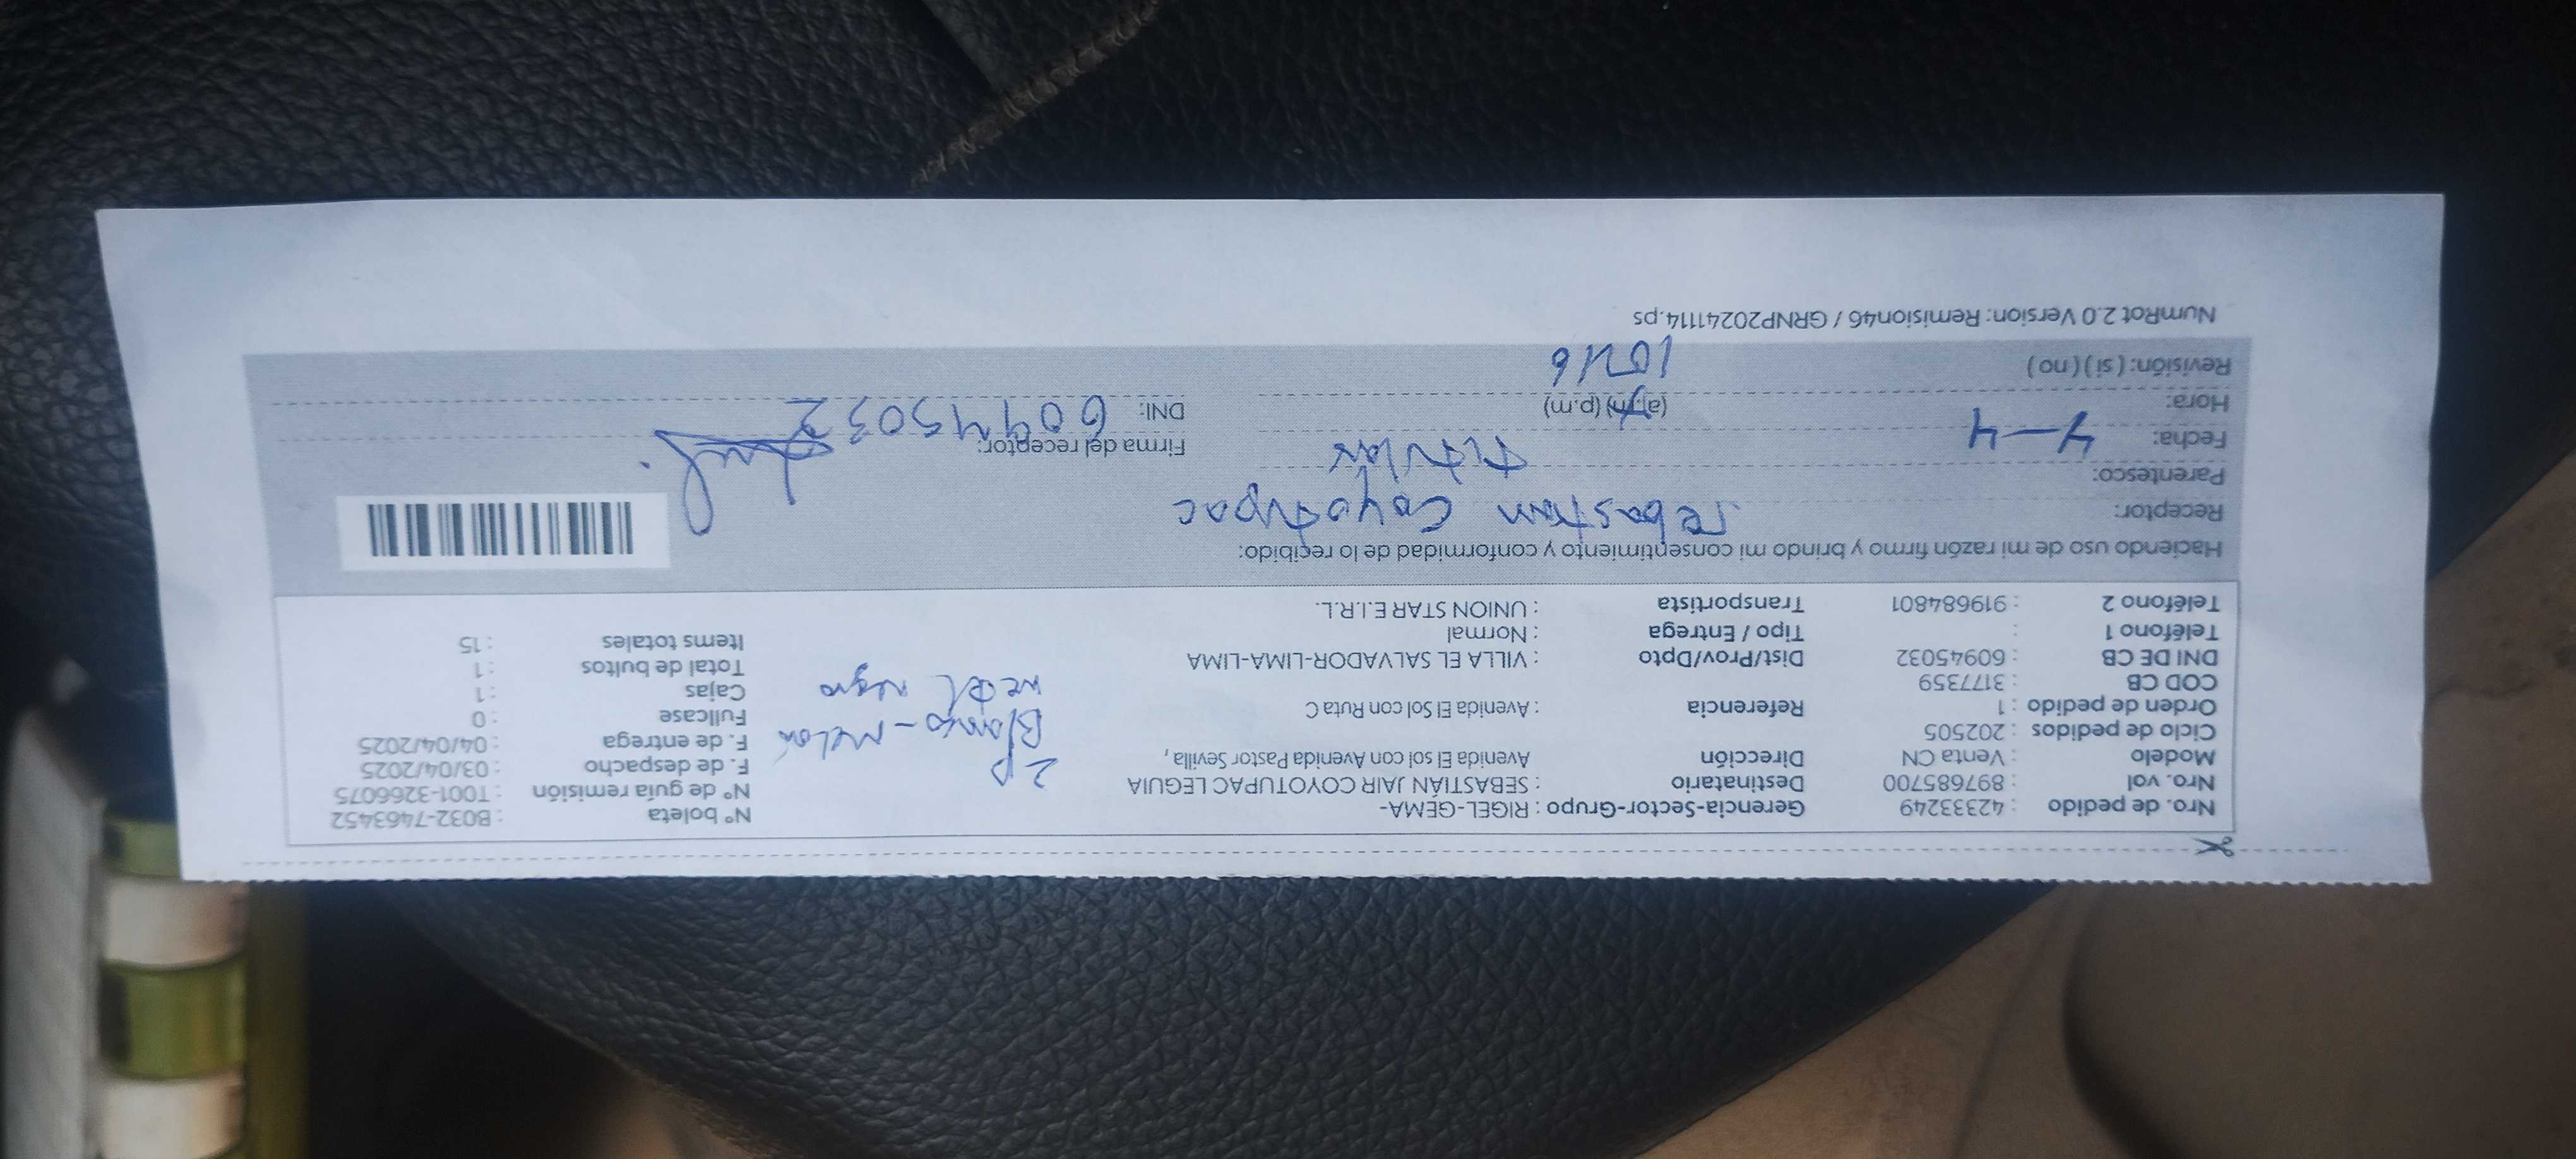 Nro. de pedido : 42333249 Gerencia-Sector-Grupo : RIGEL-GEMA- N° boleta : B032-7463452
Nro. vol : 897685700 Destinatario : SEBASTIÁN JAIR COYOTUPAC LEGUIA N° de guía remisión : T001-3266075
Modelo : Venta CN Dirección Avenida El sol con Avenida Pastor Sevilla , F. de despacho : 03/04/2025
2P
Ciclo de pedidos : 202505 F. de entrega : 04/04/2025
Blanco - melon
Orden de pedido : 1 Referencia : Avenida El Sol con Ruta C Fullcase : 0
COD CB : 3177359 Cajas : 1
negro
DNI DE CB : 60945032 Dist/Prov/Dpto : VILLA EL SALVADOR-LIMA-LIMA Total de bultos : 1
Teléfono 1 : Tipo / Entrega : Normal Items totales : 15
Teléfono 2 : 919684801 Transportista : UNION STAR E.I.R.L.
Haciendo uso de mi razón firmo y brindo mi consentimiento y conformidad de lo recibido:
Receptor: Sebastian Coyotupac
Parentesco: titular
Fecha: 4-4 Firma del receptor:
Hora: (a.m) (p.m) DNI: 60945032
Revisión: ( si ) ( no )
NumRot 2.0 Version: Remision46 / GRNP20241114.ps